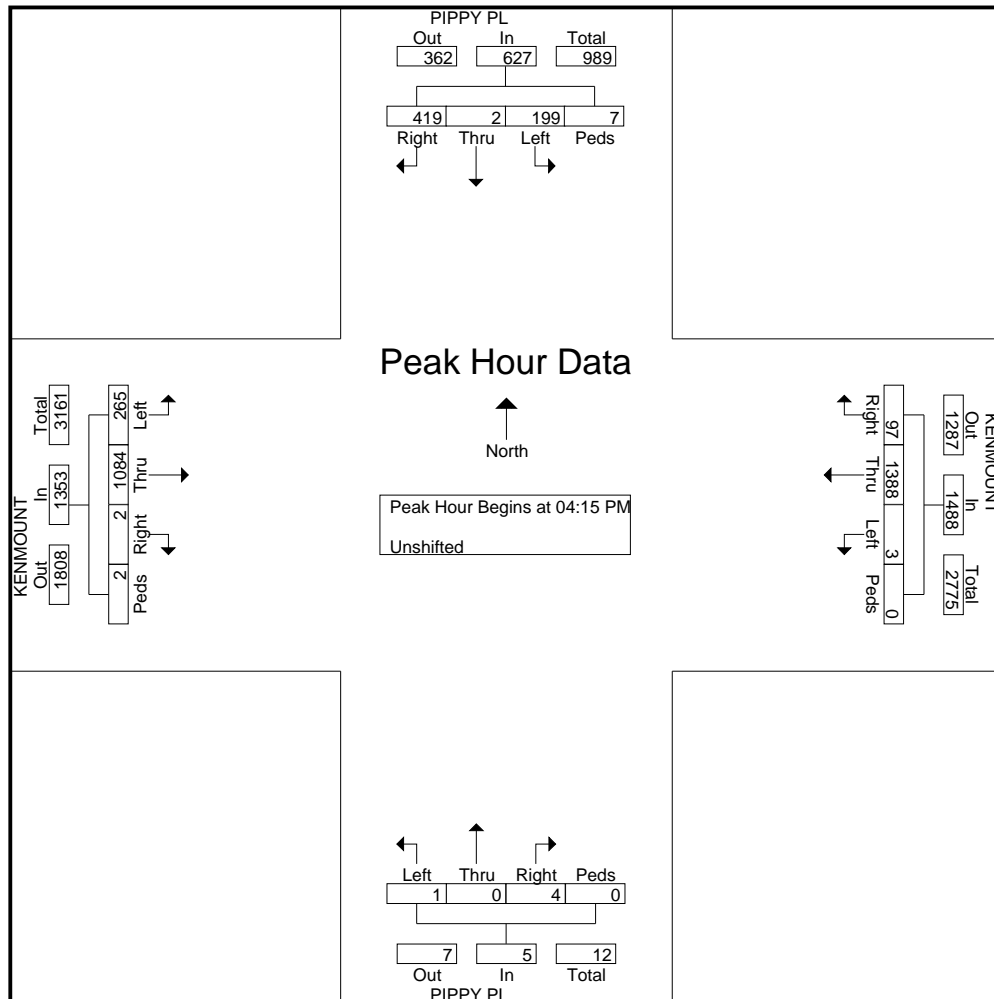 PIPPY PL
Out In Total
362 627 989
419 2 199 7
Right Thru Left Peds
Peak Hour Data
North
Peak Hour Begins at 04:15 PM
Unshifted
KENMOUNT
Out In Total
1287 1488 2775
97 1388 3 0
Right Thru Left Peds
KENMOUNT
Total In Out
3161 1353 1808
265 1084 2 2
Left Thru Right Peds
Left Thru Right Peds
1 0 4 0
7 5 12
Out In Total
PIPPY PL